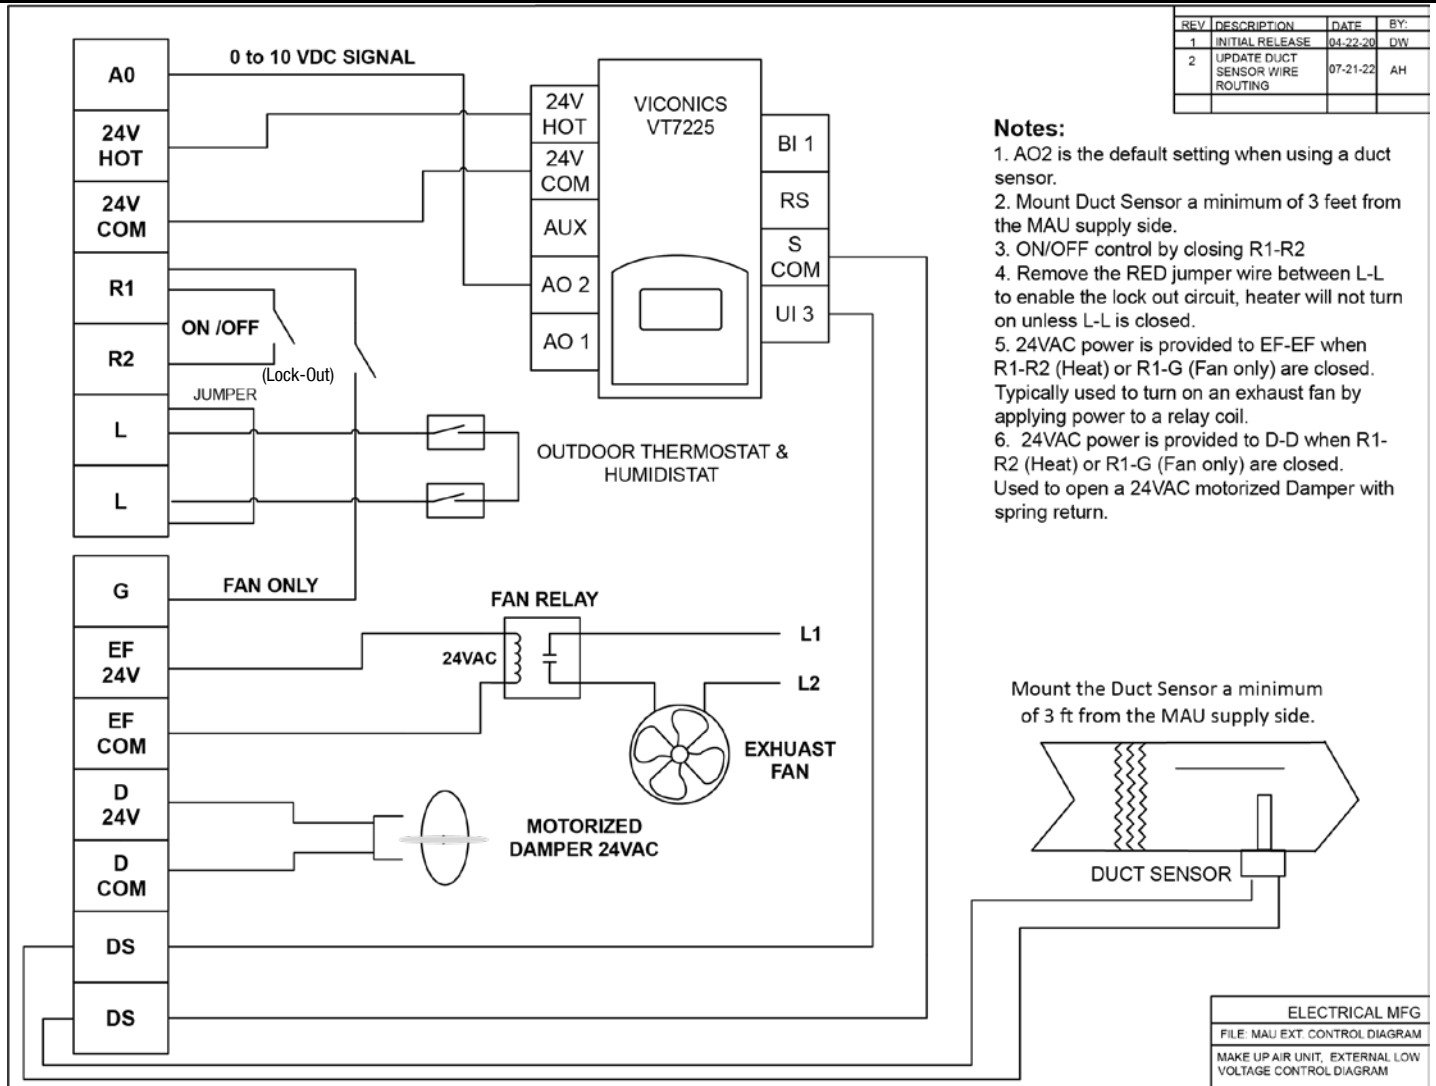 REV DESCRIPTION DATE BY:
1 INITIAL RELEASE 04-22-20 DW
2 UPDATE DUCT
SENSOR WIRE
ROUTING
07-21-22 AH
A0
24V
HOT
24V
COM
R1
R2
L
L
G
EF
24V
EF
COM
D
24V
D
COM
DS
DS
0 to 10 VDC SIGNAL
ON /OFF
(Lock-Out)
JUMPER
FAN ONLY
24V
HOT
24V
COM
AUX
AO 2
AO 1
VICONICS
VT7225
BI 1
RS
S
COM
UI 3
OUTDOOR THERMOSTAT &
HUMIDISTAT
FAN RELAY
24VAC
L1
L2
EXHUAST
FAN
MOTORIZED
DAMPER 24VAC
Notes:
1. AO2 is the default setting when using a duct
sensor.
2. Mount Duct Sensor a minimum of 3 feet from
the MAU supply side.
3. ON/OFF control by closing R1-R2
4. Remove the RED jumper wire between L-L
to enable the lock out circuit, heater will not turn
on unless L-L is closed.
5. 24VAC power is provided to EF-EF when
R1-R2 (Heat) or R1-G (Fan only) are closed.
Typically used to turn on an exhaust fan by
applying power to a relay coil.
6. 24VAC power is provided to D-D when R1-
R2 (Heat) or R1-G (Fan only) are closed.
Used to open a 24VAC motorized Damper with
spring return.
Mount the Duct Sensor a minimum
of 3 ft from the MAU supply side.
DUCT SENSOR
ELECTRICAL MFG
FILE: MAU EXT. CONTROL DIAGRAM
MAKE UP AIR UNIT, EXTERNAL LOW
VOLTAGE CONTROL DIAGRAM